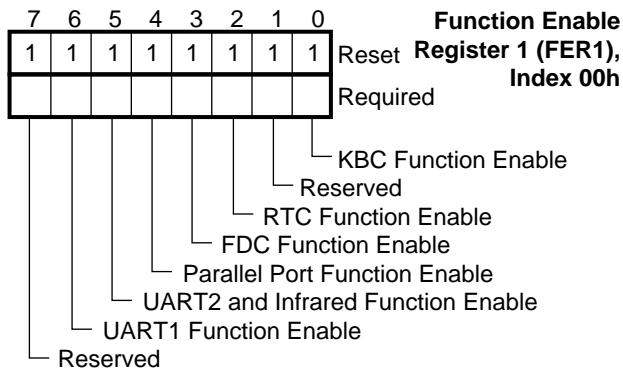 7 6 5 4 3 2 1 0
Function Enable
Register 1 (FER1),
Index 00h
1 1 1 1 1 1 1 1 Reset
Required
KBC Function Enable
Reserved
RTC Function Enable
FDC Function Enable
Parallel Port Function Enable
UART2 and Infrared Function Enable
UART1 Function Enable
Reserved